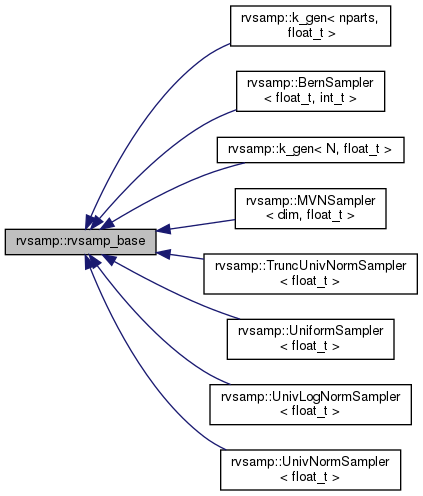 rvsamp::k_gen< nparts,
float_t >
rvsamp::BernSampler
< float_t, int_t >
rvsamp::k_gen< N, float_t >
rvsamp::MVNSampler
< dim, float_t >
rvsamp::rvsamp_base
rvsamp::TruncUnivNormSampler
< float_t >
rvsamp::UniformSampler
< float_t >
rvsamp::UnivLogNormSampler
< float_t >
rvsamp::UnivNormSampler
< float_t >